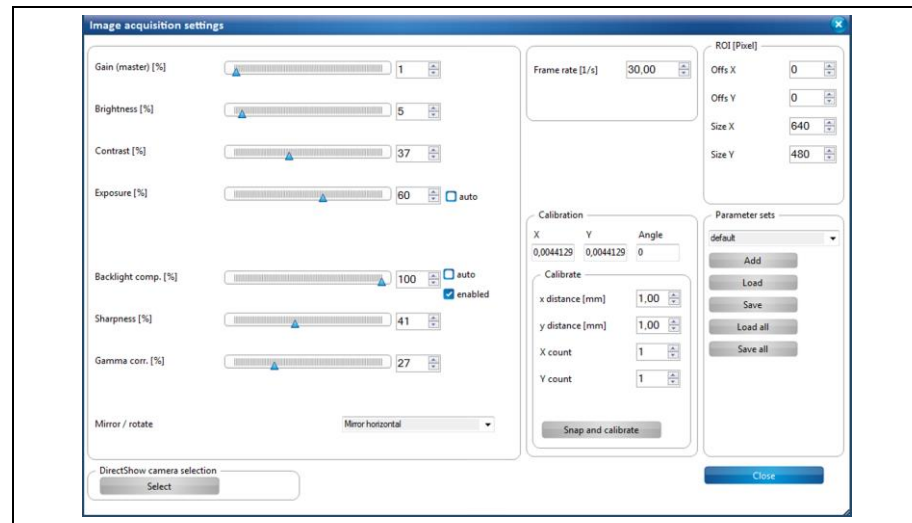 Image acquisition settings
Gain (master) [%] 1
Brightness [%] 5
Contrast [%] 37
Exposure [%] 60 auto
Backlight comp. [%] 100 auto
enabled
Sharpness [%] 41
Gamma corr. [%] 27
Mirror / rotate Mirror horizontal
DirectShow camera selection
Select
Frame rate [1/s] 30,00
Calibration
X Y Angle
0,0044129 0,0044129 0
Calibrate
x distance [mm] 1,00
y distance [mm] 1,00
X count 1
Y count 1
Snap and calibrate
ROI [Pixel]
Offs X 0
Offs Y 0
Size X 640
Size Y 480
Parameter sets
default
Add
Load
Save
Load all
Save all
Close